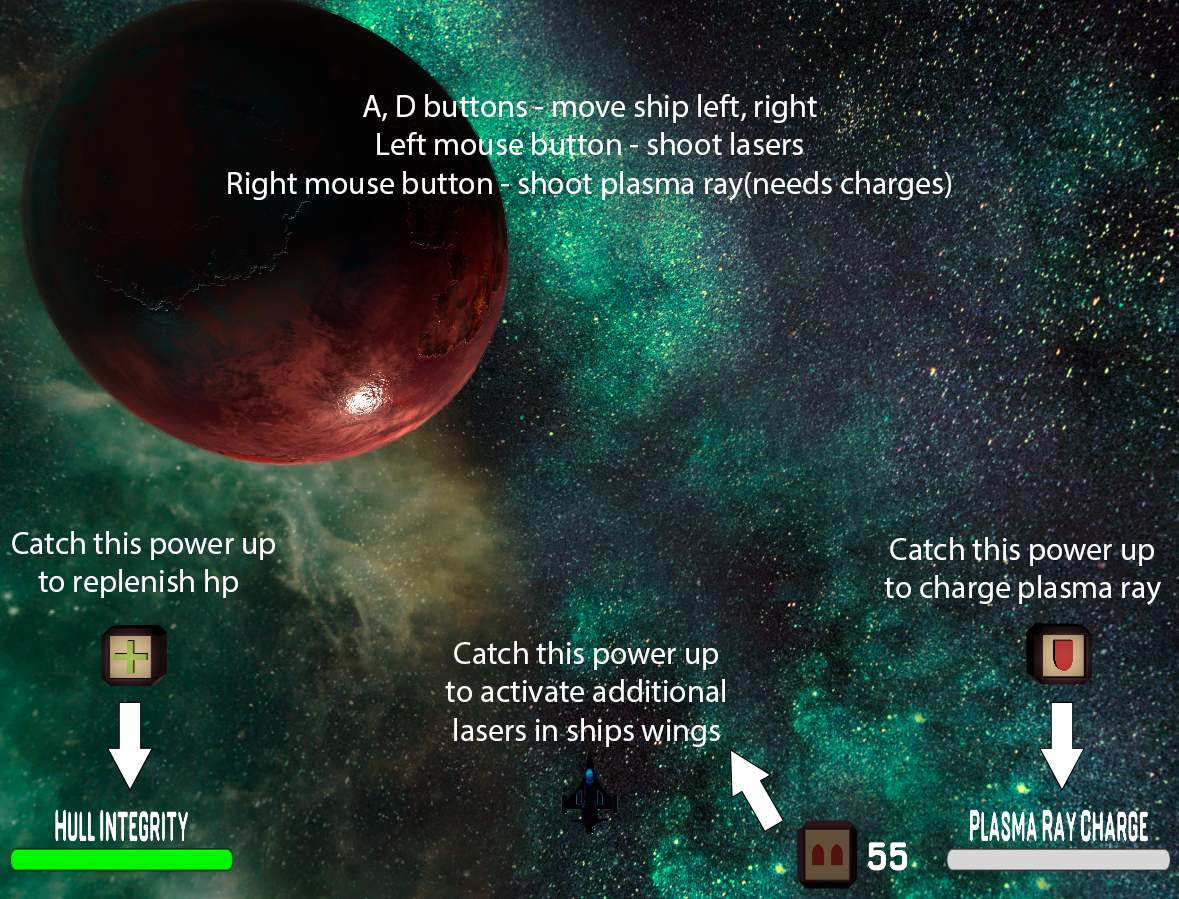 A, D buttons - move ship left, right
Left mouse button - shoot lasers
Right mouse button - shoot plasma ray(needs charges)
Catch this power up
to replenish hp
Catch this power up
to charge plasma ray
Catch this power up
to activate additional
lasers in ships wings
Hull Integrity
55
Plasma Ray Charge